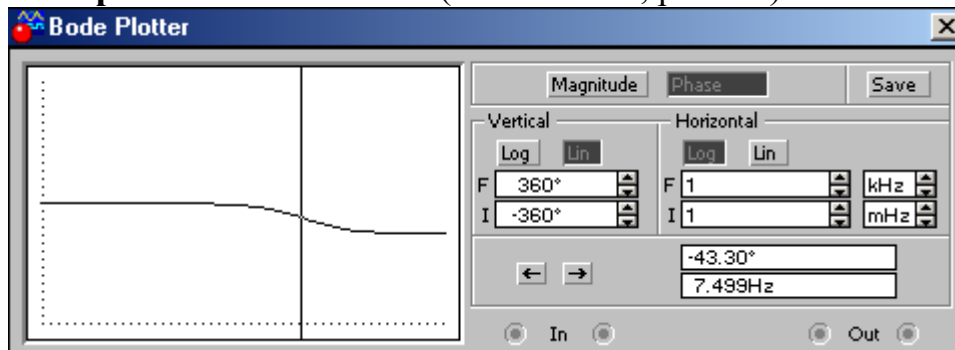 Bode Plotter
Magnitude Phase Save
Vertical Horizontal
Log Lin Log Lin
F 360° F 1 kHz
I -360° I 1 mHz
-43.30°
7.499Hz
In Out